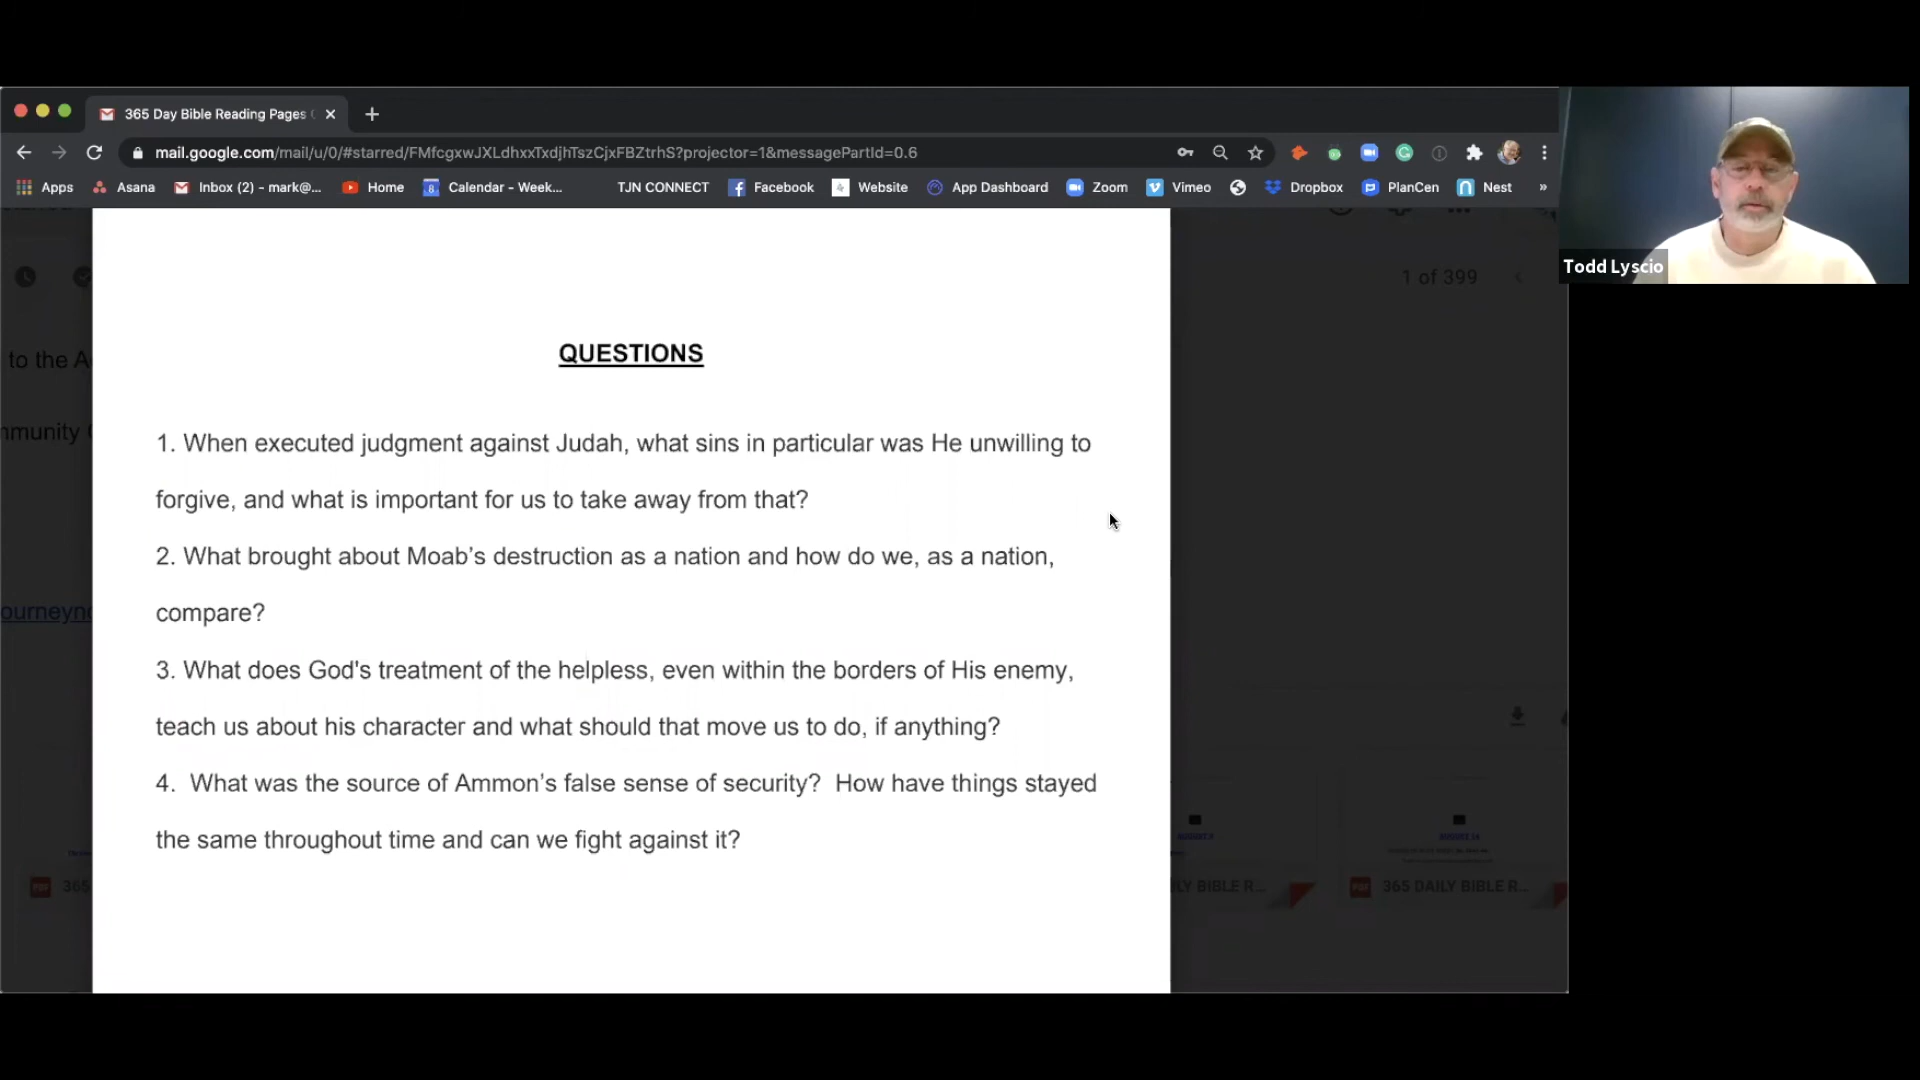 365 Day Bible Reading Pages
mail.google.com/mail/u/0/#starred/FMfcgxwJXLdhxxTxdjhTszCjxFBZtrhS?projector=1&messagePartId=0.6
Apps Asana Inbox (2) - mark@... Home Calendar - Week... TJN CONNECT Facebook Website App Dashboard Zoom Vimeo Dropbox PlanCen Nest »
Todd Lyscio
1 of 399
QUESTIONS
to the
1. When executed judgment against Judah, what sins in particular was He unwilling to
forgive, and what is important for us to take away from that?
2. What brought about Moab’s destruction as a nation and how do we, as a nation,
compare?
3. What does God's treatment of the helpless, even within the borders of His enemy,
teach us about his character and what should that move us to do, if anything?
4.  What was the source of Ammon’s false sense of security?  How have things stayed
the same throughout time and can we fight against it?
PDF 365
LY BIBLE R...
PDF 365 DAILY BIBLE R...